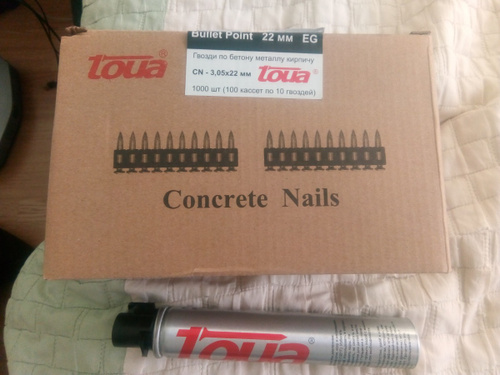 Bullet Point 22 мм EG
toua®
Гвозди по бетону металлу кирпичу
CN - 3,05x22 мм toua®
1000 шт (100 кассет по 10 гвоздей)
Concrete Nails
toua®